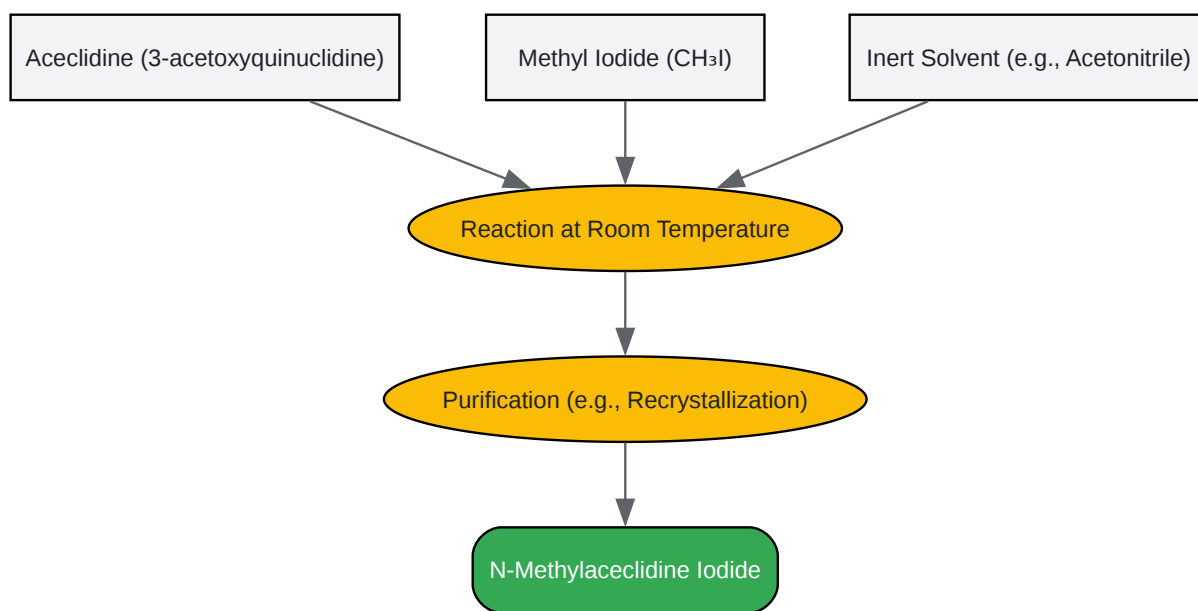 Aceclidine (3-acetoxyquinuclidine)
Methyl Iodide (CH₃I)
Inert Solvent (e.g., Acetonitrile)
Reaction at Room Temperature
Purification (e.g., Recrystallization)
N-Methylaceclidine Iodide